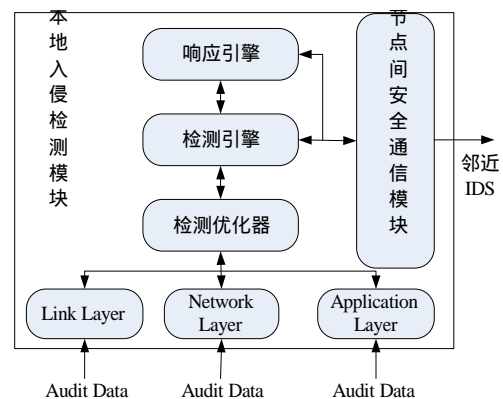 本地入侵检测模块
响应引擎
检测引擎
检测优化器
节点间安全通信模块
邻近
IDS
Link Layer
Network
Layer
Application
Layer
Audit Data
Audit Data
Audit Data